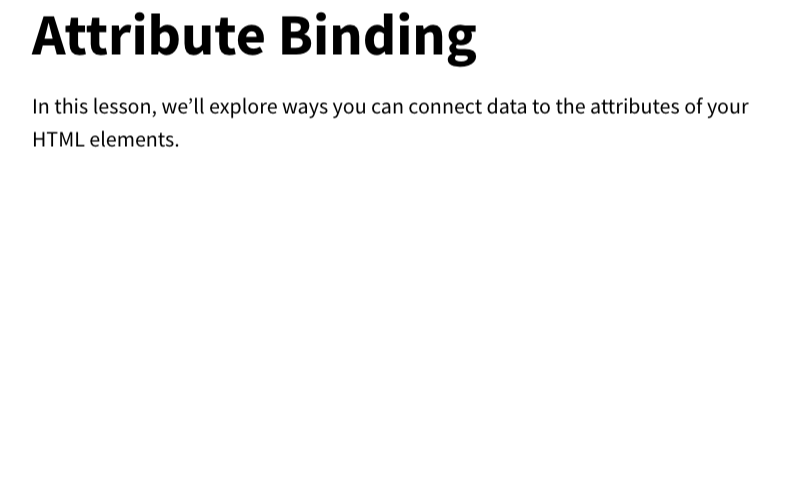 Attribute Binding
In this lesson, we’ll explore ways you can connect data to the attributes of your
HTML elements.